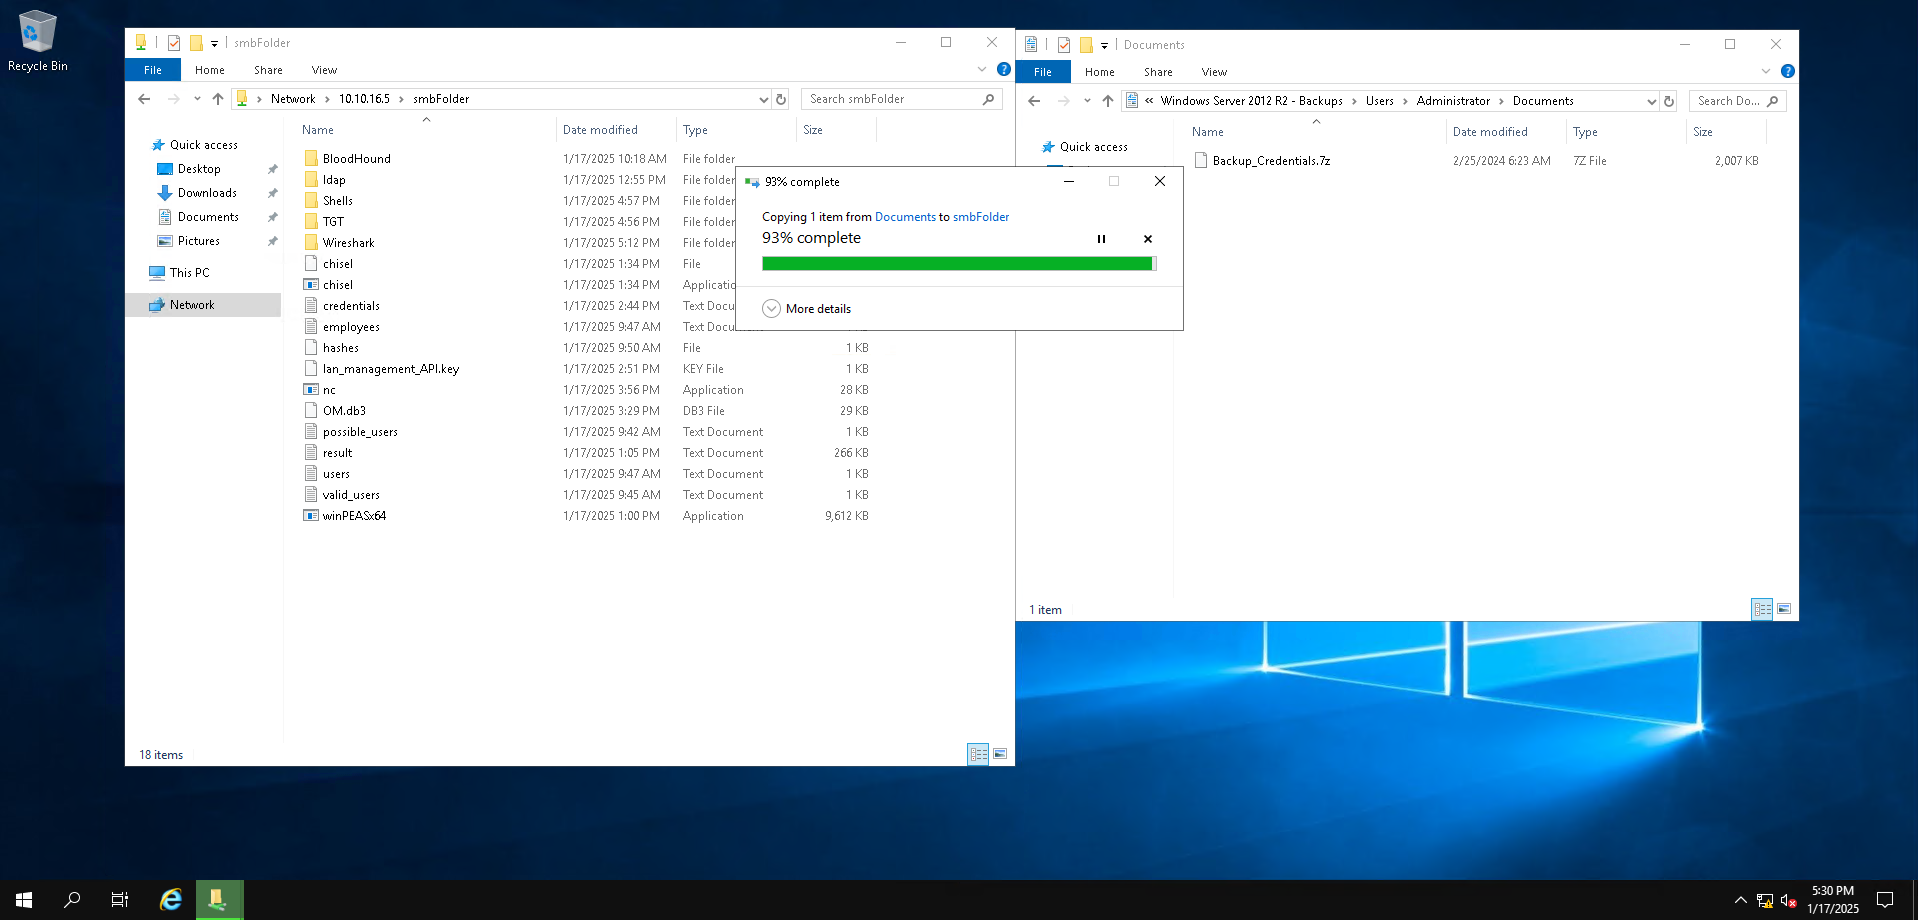 Recycle Bin
smbFolder
File
Home
Share
View
Network
10.10.16.5
smbFolder
Search smbFolder
Name
Date modified
Type
Size
Quick access
Desktop
Downloads
Documents
Pictures
This PC
Network
BloodHound 1/17/2025 10:18 AM File folder
ldap 1/17/2025 12:55 PM File folder
Shells 1/17/2025 4:57 PM File folder
TGT 1/17/2025 4:56 PM File folder
Wireshark 1/17/2025 5:12 PM File folder
chisel 1/17/2025 1:34 PM File
chisel 1/17/2025 1:34 PM
credentials 1/17/2025 2:44 PM Text
employees 1/17/2025 9:47 AM Text
hashes 1/17/2025 9:50 AM File 1 KB
lan_management_API.key 1/17/2025 2:51 PM KEY File 1 KB
nc 1/17/2025 3:56 PM Application 28 KB
OM.db3 1/17/2025 3:29 PM DB3 File 29 KB
possible_users 1/17/2025 9:42 AM Text Document 1 KB
result 1/17/2025 1:05 PM Text Document 266 KB
users 1/17/2025 9:47 AM Text Document 1 KB
valid_users 1/17/2025 9:45 AM Text Document 1 KB
winPEASx64 1/17/2025 1:00 PM Application 9,612 KB
18 items
93% complete
Copying 1 item from Documents to smbFolder
93% complete
More details
Documents
File
Home
Share
View
« Windows Server 2012 R2 - Backups
Users
Administrator
Documents
Search Do...
Name
Date modified
Type
Size
Quick access
Backup_Credentials.7z 2/25/2024 6:23 AM 7Z File 2,007 KB
1 item
5:30 PM
1/17/2025